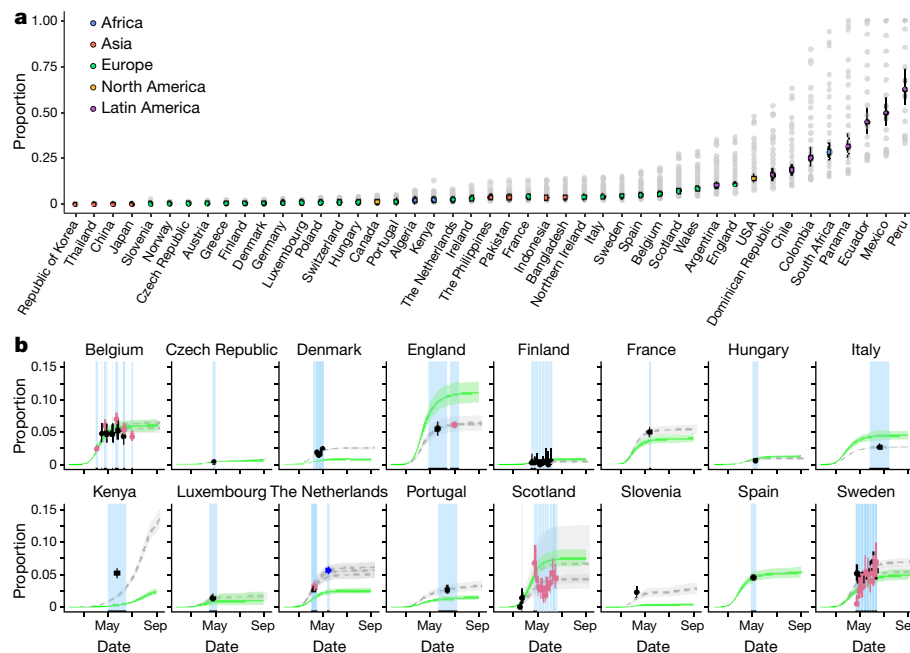 a
Africa
Asia
Europe
North America
Latin America
Proportion
1.00
0.75
0.50
0.25
0
Republic of Korea
Thailand
China
Japan
Slovenia
Norway
Czech Republic
Austria
Greece
Finland
Denmark
Germany
Luxembourg
Poland
Switzerland
Hungary
Canada
Portugal
Algeria
Kenya
The Netherlands
Ireland
The Philippines
Pakistan
France
Indonesia
Bangladesh
Northern Ireland
Italy
Sweden
Spain
Belgium
Scotland
Wales
Argentina
England
USA
Dominican Republic
Chile
Colombia
South Africa
Panama
Ecuador
Mexico
Peru
b
Belgium Czech Republic Denmark England Finland France Hungary Italy
Proportion
0.15
0.10
0.05
0
Kenya Luxembourg The Netherlands Portugal Scotland Slovenia Spain Sweden
Proportion
0.15
0.10
0.05
0
May Sep May Sep May Sep May Sep May Sep May Sep May Sep May Sep
Date Date Date Date Date Date Date Date